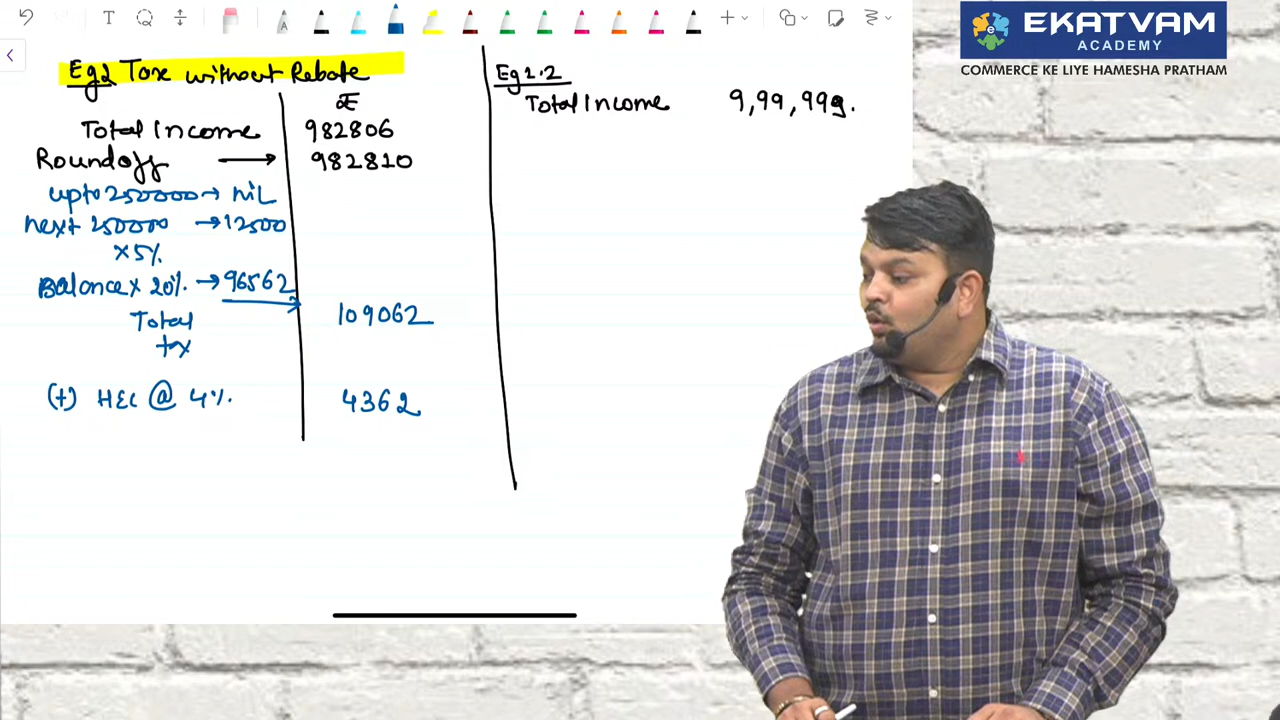 EKATVAM
ACADEMY
COMMERCE KE LIYE HAMESHA PRATHAM
Eg1 Tax without Rebate
₹
Total Income 982806
Roundoff → 982810
upto 250000 → NiL
next 250000 → 12500
x 5%
Balance x 20% → 96562
Total 109062
tax
(+) HEC @ 4% 4362
Eg 1.2
Total Income 9,99,999.